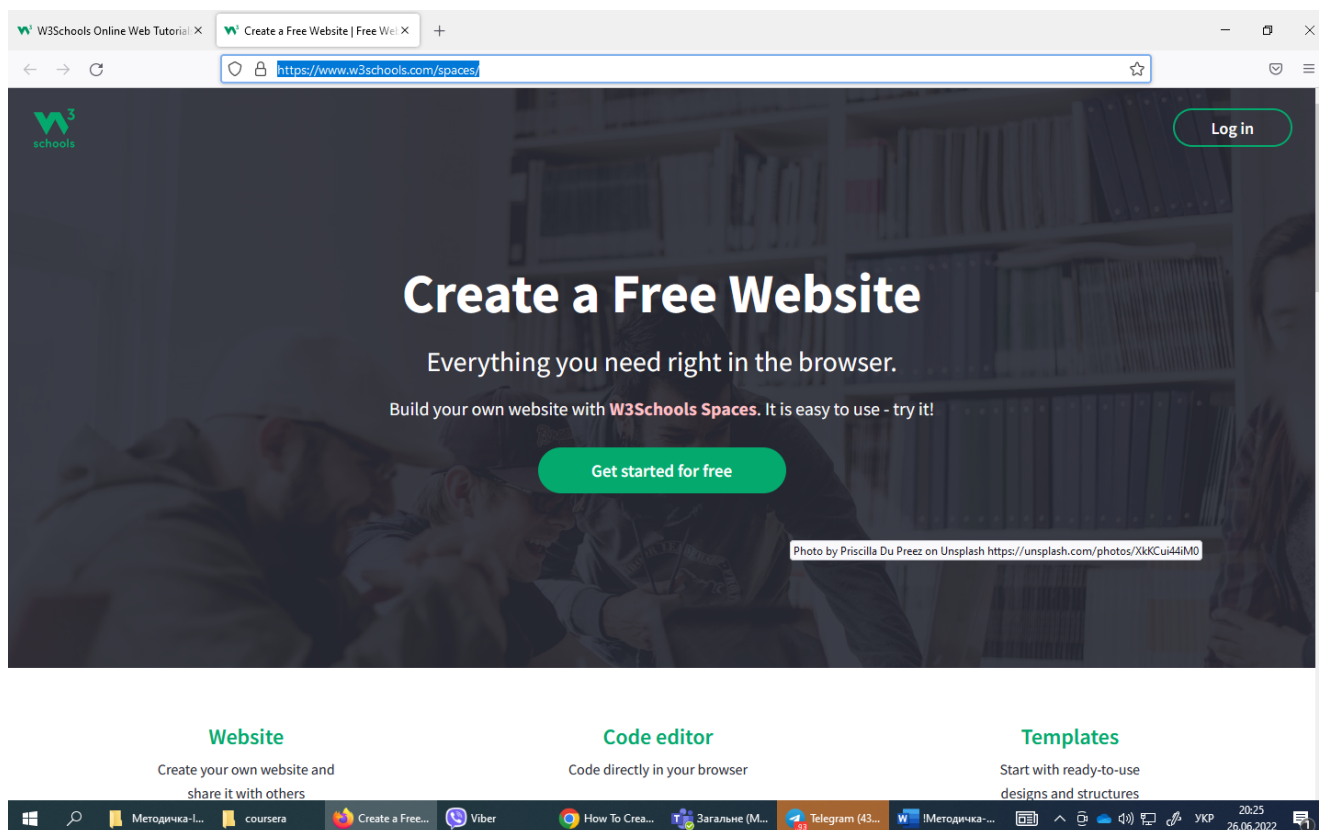 W3Schools Online Web Tutorial
Create a Free Website | Free Wel
https://www.w3schools.com/spaces/
W3
schools
Log in
Create a Free Website
Everything you need right in the browser.
Build your own website with W3Schools Spaces. It is easy to use - try it!
Get started for free
Photo by Priscilla Du Preez on Unsplash https://unsplash.com/photos/XkKCui44iM0
Website
Create your own website and
share it with others
Code editor
Code directly in your browser
Templates
Start with ready-to-use
designs and structures
Методичка-І...
coursera
Create a Free...
Viber
How To Crea...
Загальне (М...
93
Telegram (43...
!Методичка-...
УКР
20:25
26.06.2022
1